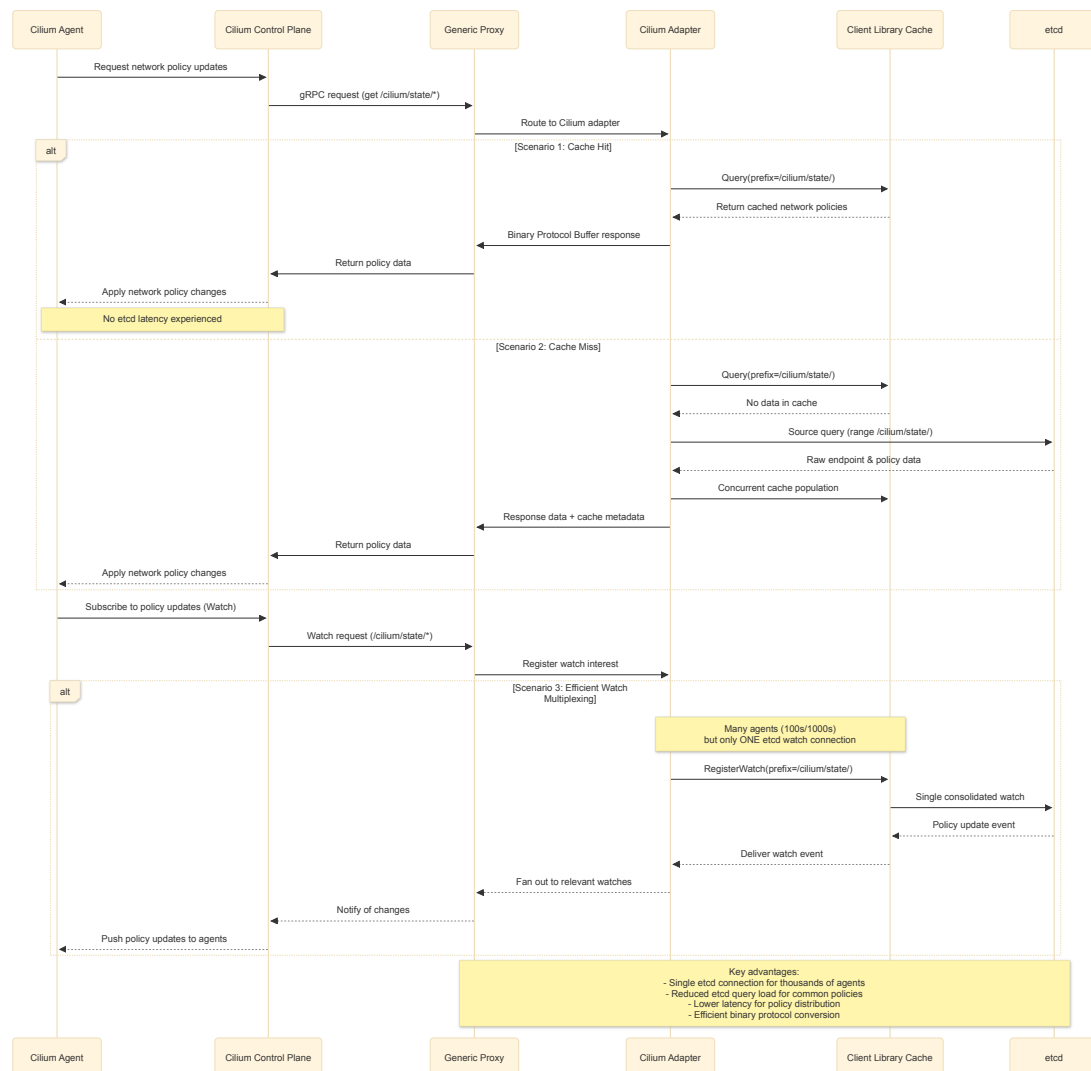 Cilium Agent
Cilium Control Plane
Generic Proxy
Cilium Adapter
Client Library Cache
etcd
Request network policy updates
gRPC request (get /cilium/state/*)
Route to Cilium adapter
alt
[Scenario 1: Cache Hit]
Query(prefix=/cilium/state/)
Return cached network policies
Binary Protocol Buffer response
Return policy data
Apply network policy changes
No etcd latency experienced
[Scenario 2: Cache Miss]
Query(prefix=/cilium/state/)
No data in cache
Source query (range /cilium/state/)
Raw endpoint & policy data
Concurrent cache population
Response data + cache metadata
Return policy data
Apply network policy changes
Subscribe to policy updates (Watch)
Watch request (/cilium/state/*)
Register watch interest
alt
[Scenario 3: Efficient Watch
Multiplexing]
Many agents (100s/1000s)
but only ONE etcd watch connection
RegisterWatch(prefix=/cilium/state/)
Single consolidated watch
Policy update event
Deliver watch event
Fan out to relevant watches
Notify of changes
Push policy updates to agents
Key advantages:
- Single etcd connection for thousands of agents
- Reduced etcd query load for common policies
- Lower latency for policy distribution
- Efficient binary protocol conversion
Cilium Agent
Cilium Control Plane
Generic Proxy
Cilium Adapter
Client Library Cache
etcd